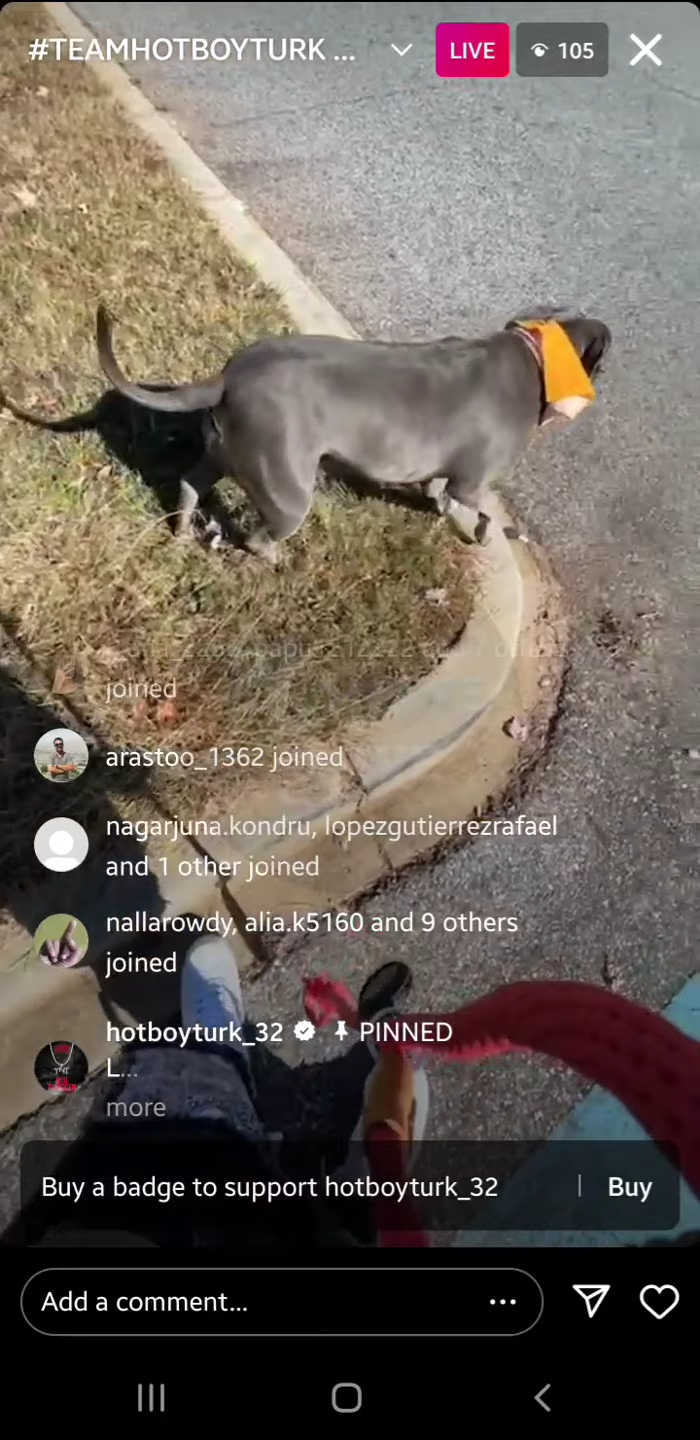 #TEAMHOTBOYTURK ...
LIVE
105
joined
arastoo_1362 joined
nagarjuna.kondru, lopezgutierrezrafael
and 1 other joined
nallarowdy, alia.k5160 and 9 others
joined
hotboyturk_32 PINNED
L...
more
Buy a badge to support hotboyturk_32 | Buy
Add a comment...